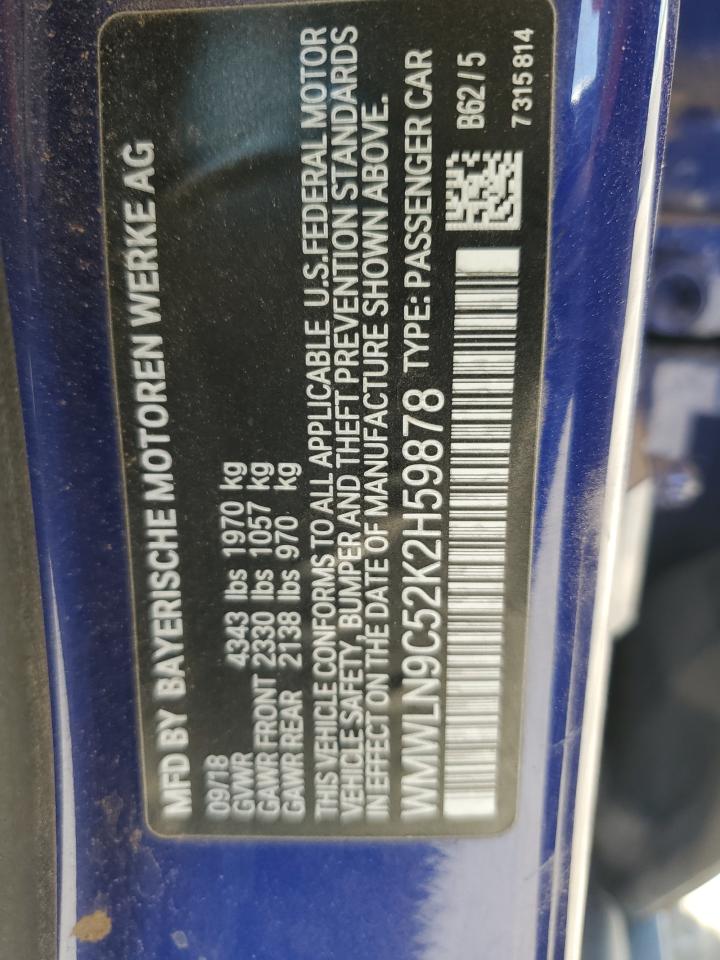 MFD BY BAYERISCHE MOTOREN WERKE AG
09/18
GVWR 4343 lbs 1970 kg
GAWR FRONT 2330 lbs 1057 kg
GAWR REAR 2138 lbs 970 kg
THIS VEHICLE CONFORMS TO ALL APPLICABLE U.S.FEDERAL MOTOR
VEHICLE SAFETY, BUMPER AND THEFT PREVENTION STANDARDS
IN EFFECT ON THE DATE OF MANUFACTURE SHOWN ABOVE.
WMWLN9C52K2H59878 TYPE: PASSENGER CAR
B62/5
7315814